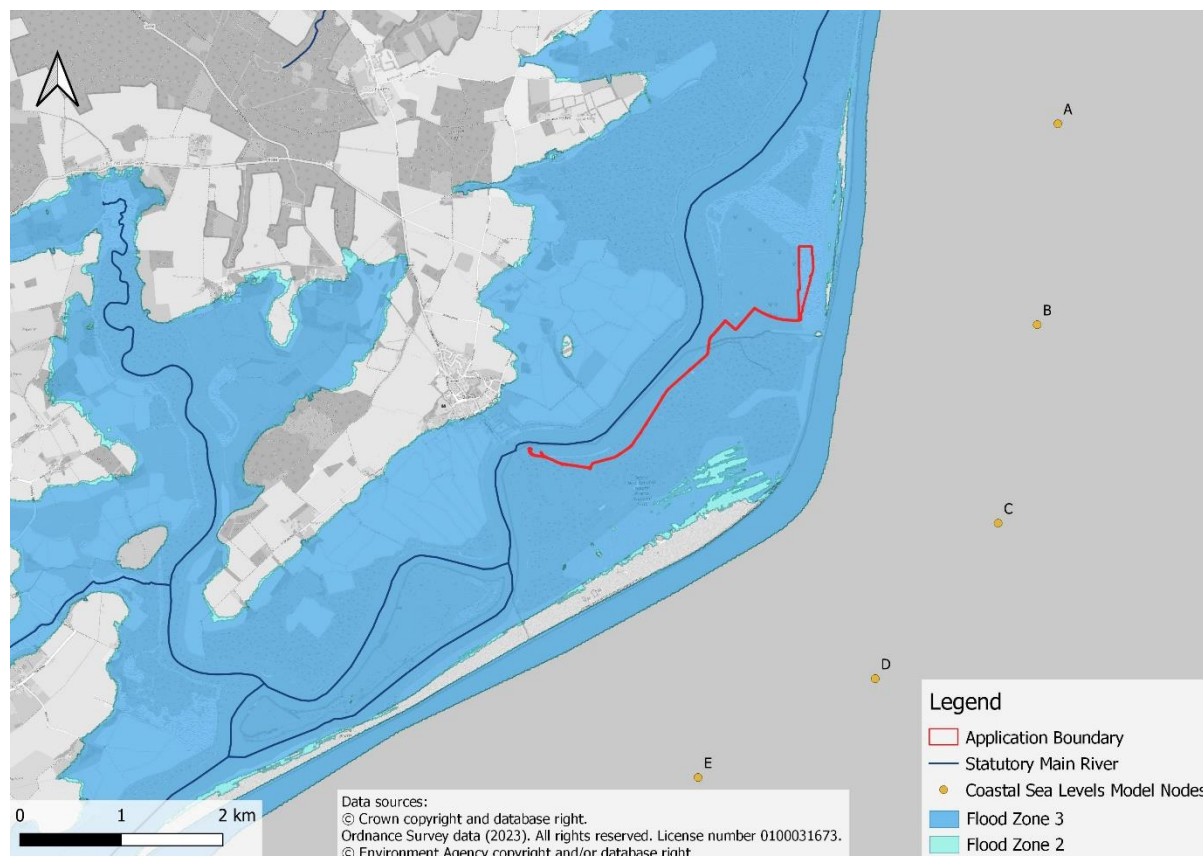 A
B
C
D
E
Legend
Application Boundary
Statutory Main River
Coastal Sea Levels Model Nodes
Flood Zone 3
Flood Zone 2
0 1 2 km
Data sources:
© Crown copyright and database right.
Ordnance Survey data (2023). All rights reserved. License number 0100031673.
© Environment Agency copyright and/or database right